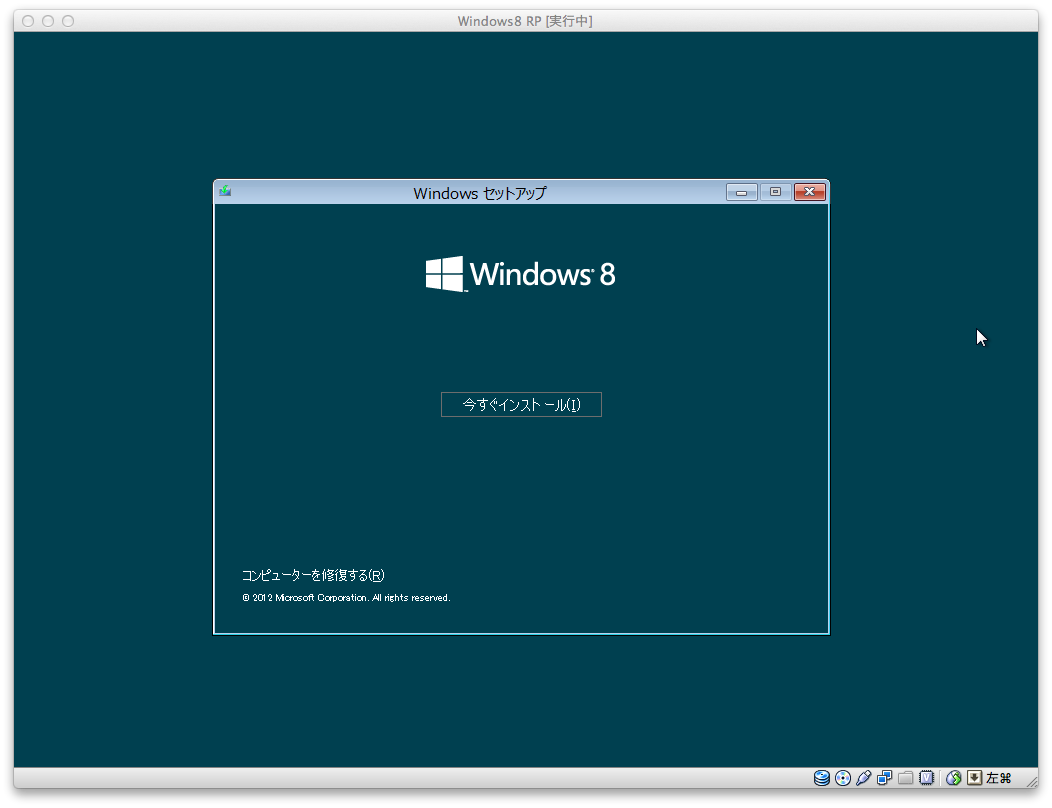 Windows8 RP [実行中]
Windows セットアップ
Windows 8
今すぐインストール(I)
コンピューターを修復する(R)
© 2012 Microsoft Corporation. All rights reserved.
左⌘